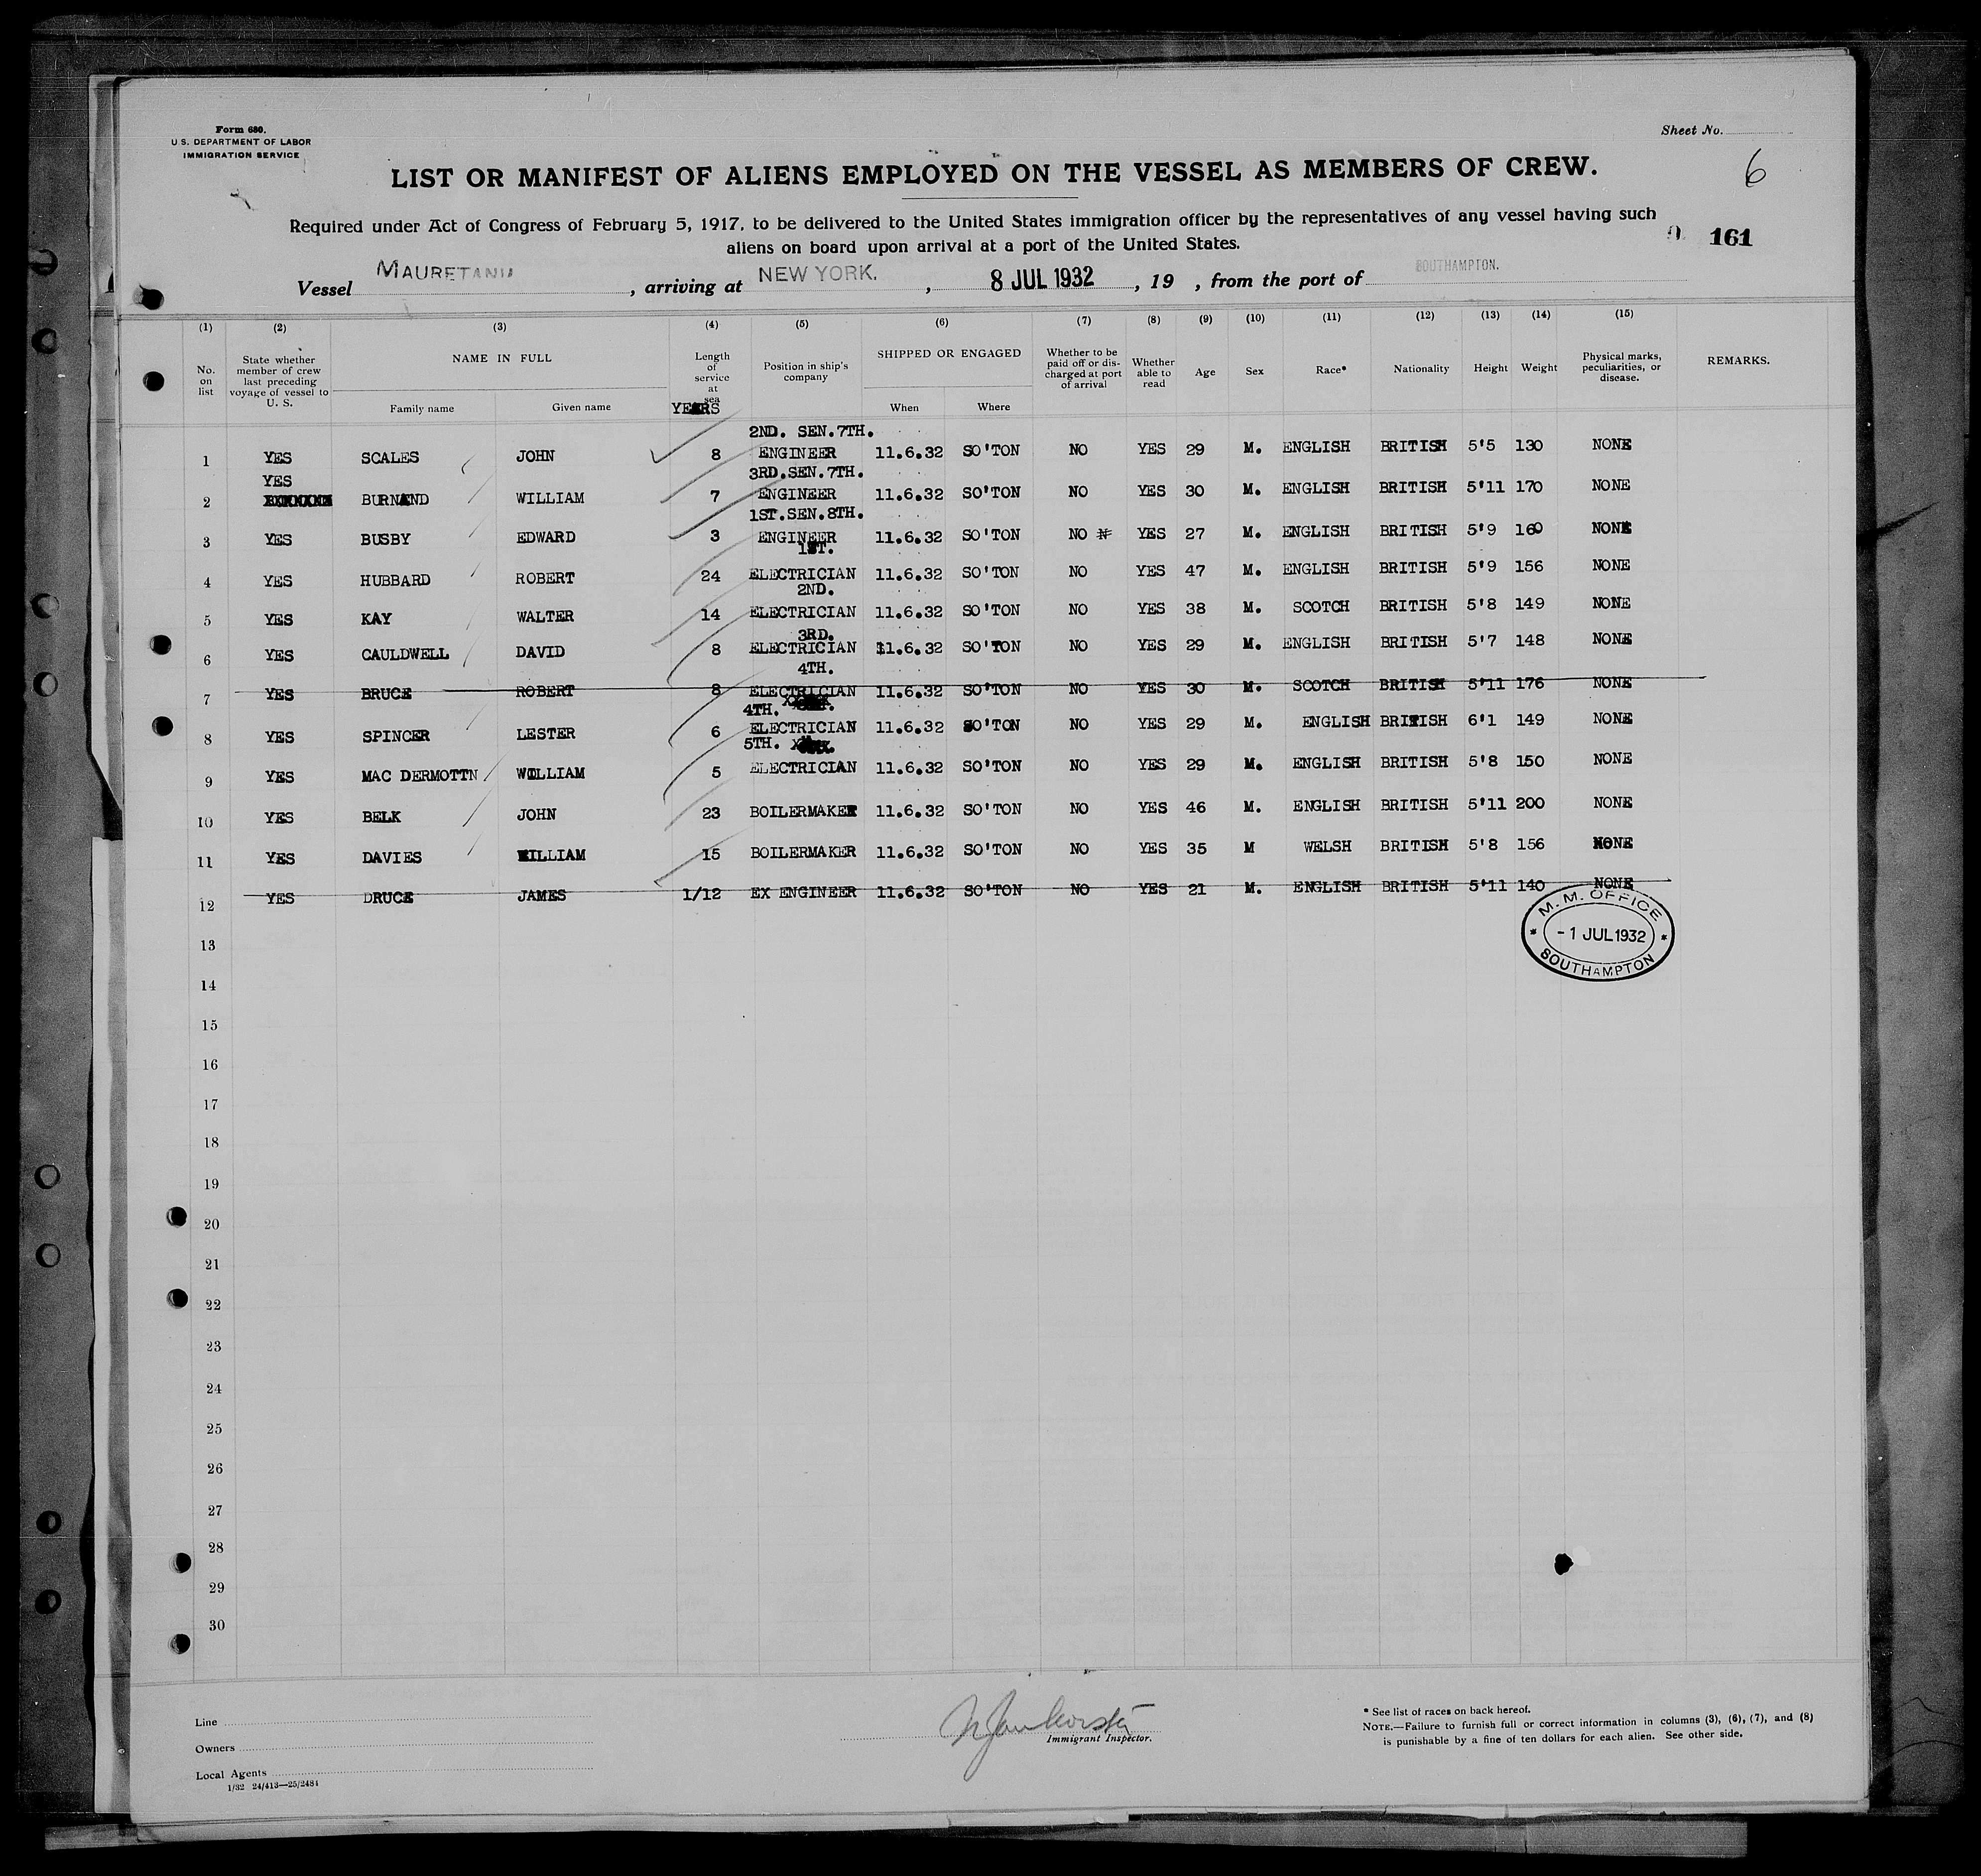 Form 680.
U.S. DEPARTMENT OF LABOR
IMMIGRATION SERVICE
Sheet No.
6
LIST OR MANIFEST OF ALIENS EMPLOYED ON THE VESSEL AS MEMBERS OF CREW.
Required under Act of Congress of February 5, 1917, to be delivered to the United States immigration officer by the representatives of any vessel having such
aliens on board upon arrival at a port of the United States.
161
Vessel MAURETANIA, arriving at NEW YORK., 8 JUL 1932, 19 , from the port of SOUTHAMPTON.
(1) (2) (3) (4) (5) (6) (7) (8) (9) (10) (11) (12) (13) (14) (15)
No. on list State whether member of crew last preceding voyage of vessel to U. S. NAME IN FULL Family name Given name Length of service at sea YEARS Position in ship's company SHIPPED OR ENGAGED When Where Whether to be paid off or discharged at port of arrival Whether able to read Age Sex Race* Nationality Height Weight Physical marks, peculiarities, or disease. REMARKS.
1 YES SCALES JOHN 8 2ND. SEN.7TH. ENGINEER 11.6.32 SO'TON NO YES 29 M. ENGLISH BRITISH 5'5 130 NONE
2 YES BURNAND WILLIAM 7 3RD.SEN.7TH. ENGINEER 11.6.32 SO'TON NO YES 30 M. ENGLISH BRITISH 5'11 170 NONE
3 YES BUSBY EDWARD 3 1ST.SEN.8TH. ENGINEER 11.6.32 SO'TON NO YES 27 M. ENGLISH BRITISH 5'9 160 NONE
4 YES HUBBARD ROBERT 24 1ST. ELECTRICIAN 11.6.32 SO'TON NO YES 47 M. ENGLISH BRITISH 5'9 156 NONE
5 YES KAY WALTER 14 2ND. ELECTRICIAN 11.6.32 SO'TON NO YES 38 M. SCOTCH BRITISH 5'8 149 NONE
6 YES CAULDWELL DAVID 8 3RD. ELECTRICIAN 11.6.32 SO'TON NO YES 29 M. ENGLISH BRITISH 5'7 148 NONE
7 YES BRUCE ROBERT 8 4TH. ELECTRICIAN 11.6.32 SO'TON NO YES 30 M. SCOTCH BRITISH 5'11 176 NONE
8 YES SPINCER LESTER 6 4TH. ELECTRICIAN 11.6.32 SO'TON NO YES 29 M. ENGLISH BRITISH 6'1 149 NONE
9 YES MAC DERMOTTN WILLIAM 5 5TH. ELECTRICIAN 11.6.32 SO'TON NO YES 29 M. ENGLISH BRITISH 5'8 150 NONE
10 YES BELK JOHN 23 BOILERMAKER 11.6.32 SO'TON NO YES 46 M. ENGLISH BRITISH 5'11 200 NONE
11 YES DAVIES WILLIAM 15 BOILERMAKER 11.6.32 SO'TON NO YES 35 M WELSH BRITISH 5'8 156 NONE
12 YES DRUCE JAMES 1/12 EX ENGINEER 11.6.32 SO'TON NO YES 21 M. ENGLISH BRITISH 5'11 140 NONE
M. M. OFFICE
- 1 JUL 1932
SOUTHAMPTON
13
14
15
16
17
18
19
20
21
22
23
24
25
26
27
28
29
30
Line
Owners
Local Agents
1/32 24/413—25/2484
Immigrant Inspector.
* See list of races on back hereof.
NOTE.—Failure to furnish full or correct information in columns (3), (6), (7), and (8)
is punishable by a fine of ten dollars for each alien. See other side.